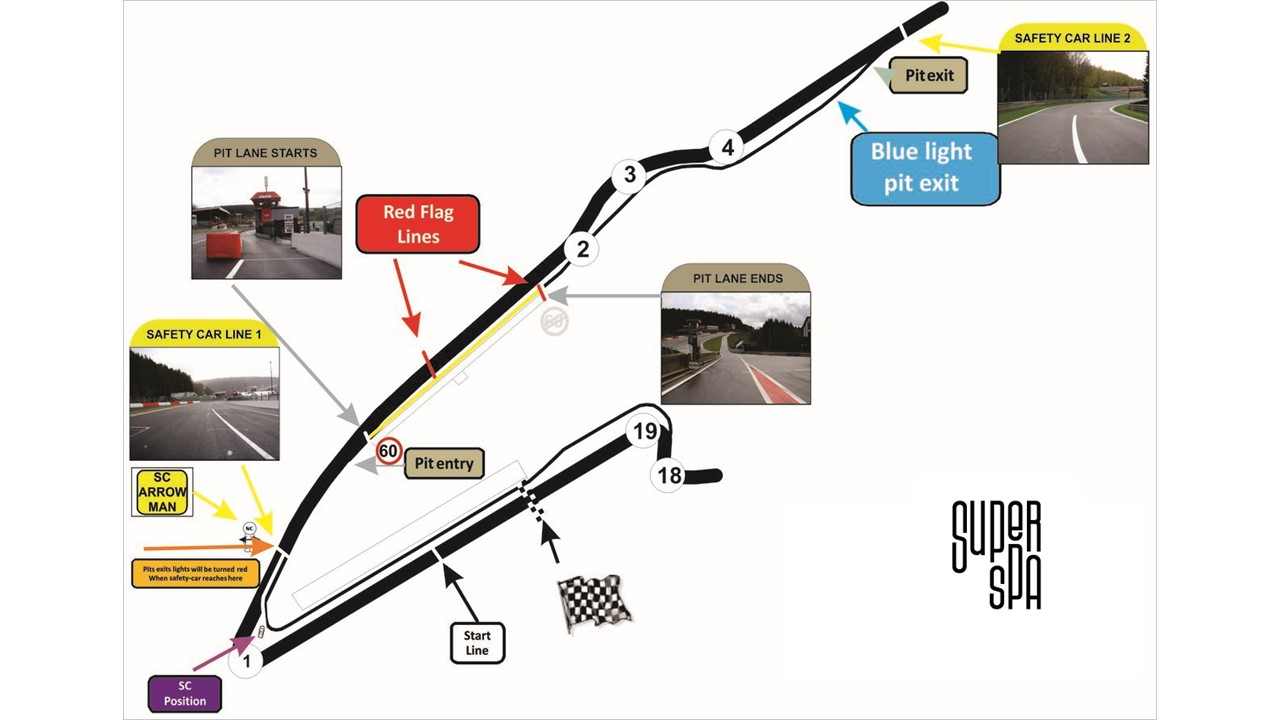 SAFETY CAR LINE 2
Pit exit
Blue light
pit exit
4
3
2
PIT LANE STARTS
Red Flag
Lines
PIT LANE ENDS
60
SAFETY CAR LINE 1
60
Pit entry
19
18
SC
ARROW
MAN
SC
Pits exits lights will be turned red
When safety-car reaches here
Start
Line
1
SC
Position
SUPER
SPA